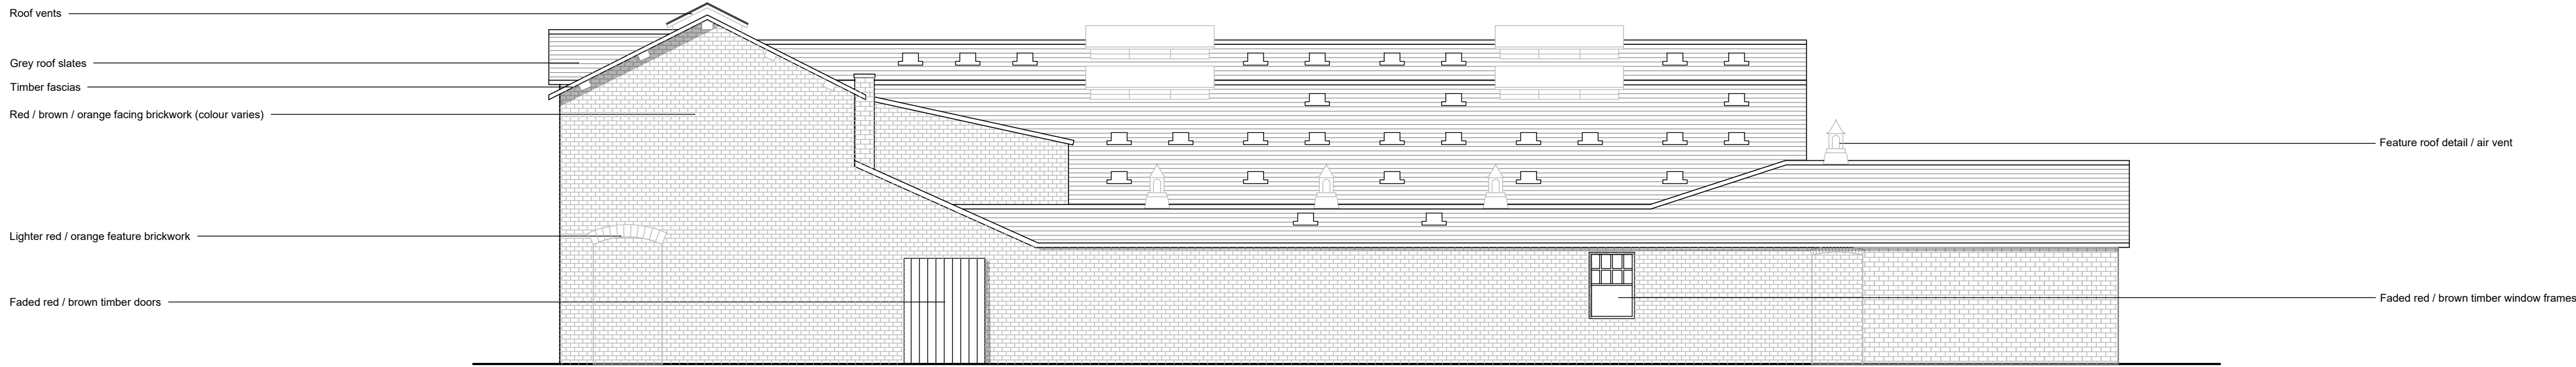 Roof vents
Grey roof slates
Timber fascias
Red / brown / orange facing brickwork (colour varies)
Feature roof detail / air vent
Lighter red / orange feature brickwork
Faded red / brown timber doors
Faded red / brown timber window frames